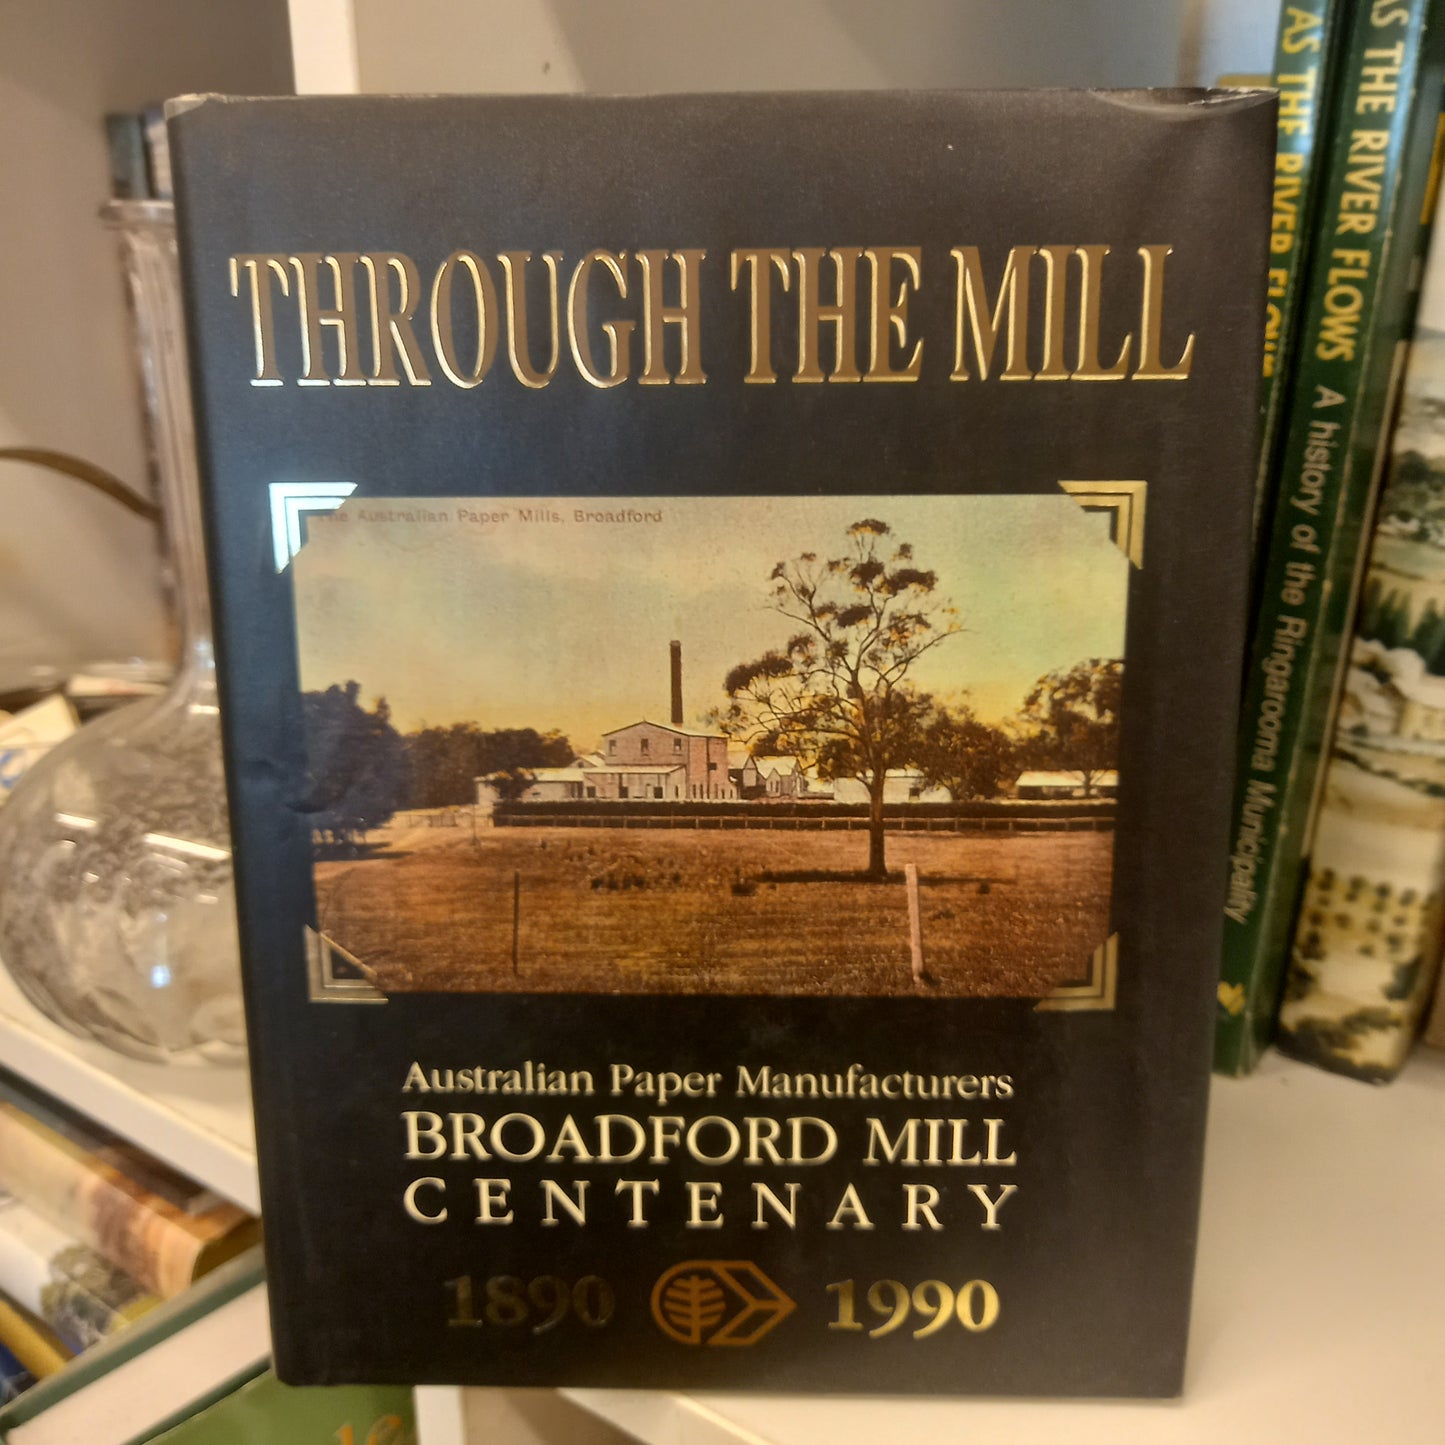 THROUGH THE MILL
The Australian Paper Mills, Broadford
Australian Paper Manufacturers
BROADFORD MILL
CENTENARY
1890 1990
AS THE RIVER FLOWS
AS THE RIVER FLOWS A history of the Ringarooma Municipality